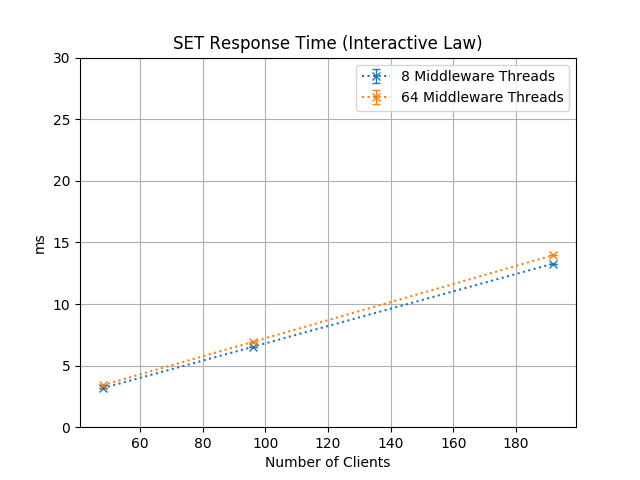 SET Response Time (Interactive Law)
30
25
20
15
10
5
0
ms
8 Middleware Threads
64 Middleware Threads
60 80 100 120 140 160 180
Number of Clients